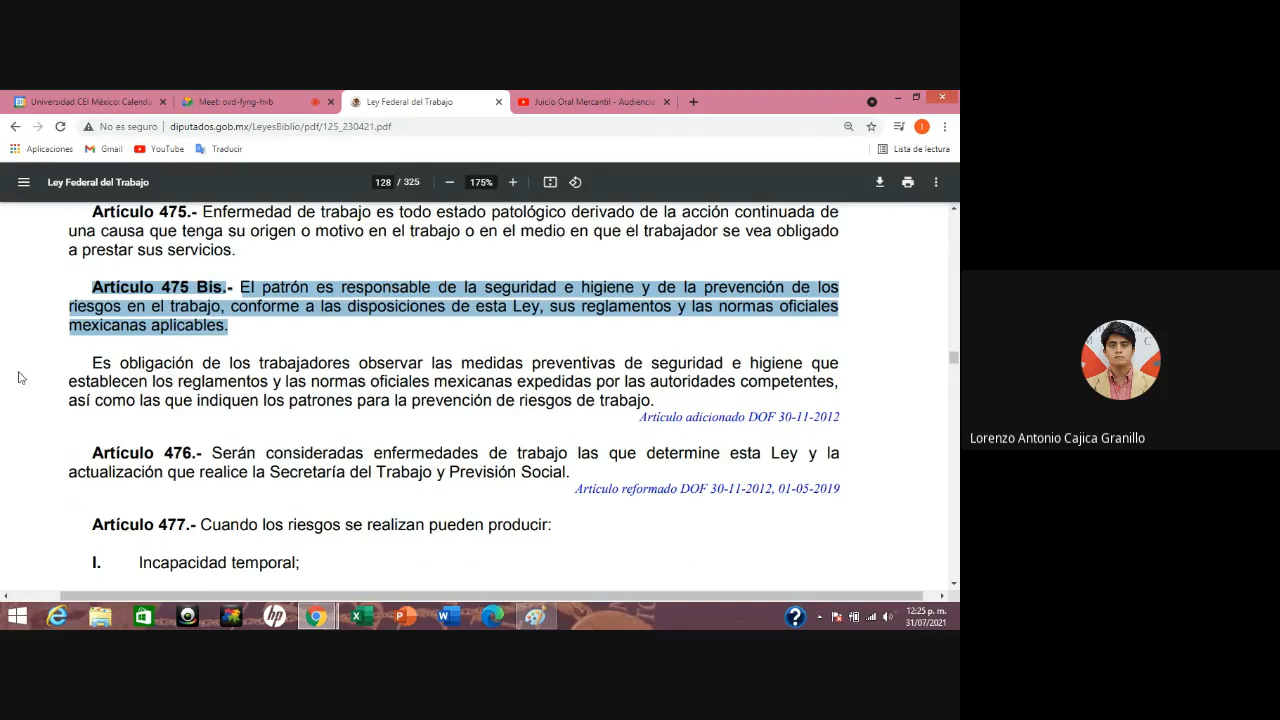 Universidad CEI México: Calenda
Meet: ovd-fyng-hvb
Ley Federal del Trabajo
Juicio Oral Mercantil - Audiencia
No es seguro
diputados.gob.mx/LeyesBiblio/pdf/125_230421.pdf
Aplicaciones
Gmail
YouTube
Traducir
Lista de lectura
Ley Federal del Trabajo
128 / 325
175%
Artículo 475.- Enfermedad de trabajo es todo estado patológico derivado de la acción continuada de
una causa que tenga su origen o motivo en el trabajo o en el medio en que el trabajador se vea obligado
a prestar sus servicios.
Artículo 475 Bis.- El patrón es responsable de la seguridad e higiene y de la prevención de los
riesgos en el trabajo, conforme a las disposiciones de esta Ley, sus reglamentos y las normas oficiales
mexicanas aplicables.
Es obligación de los trabajadores observar las medidas preventivas de seguridad e higiene que
establecen los reglamentos y las normas oficiales mexicanas expedidas por las autoridades competentes,
así como las que indiquen los patrones para la prevención de riesgos de trabajo.
Artículo adicionado DOF 30-11-2012
Artículo 476.- Serán consideradas enfermedades de trabajo las que determine esta Ley y la
actualización que realice la Secretaría del Trabajo y Previsión Social.
Artículo reformado DOF 30-11-2012, 01-05-2019
Artículo 477.- Cuando los riesgos se realizan pueden producir:
I. Incapacidad temporal;
12:25 p. m.
31/07/2021
Lorenzo Antonio Cajica Granillo